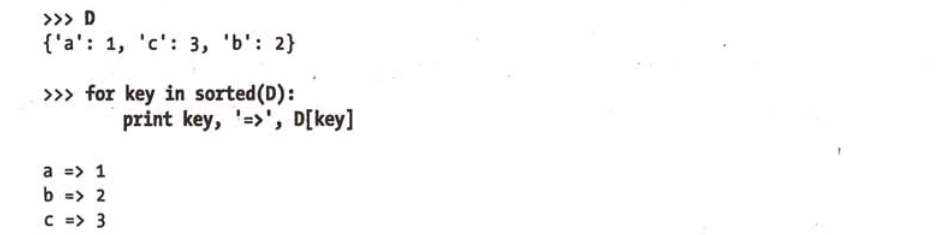 >>> D
{'a': 1, 'c': 3, 'b': 2}
>>> for key in sorted(D):
        print key, '=>', D[key]
a => 1
b => 2
c => 3